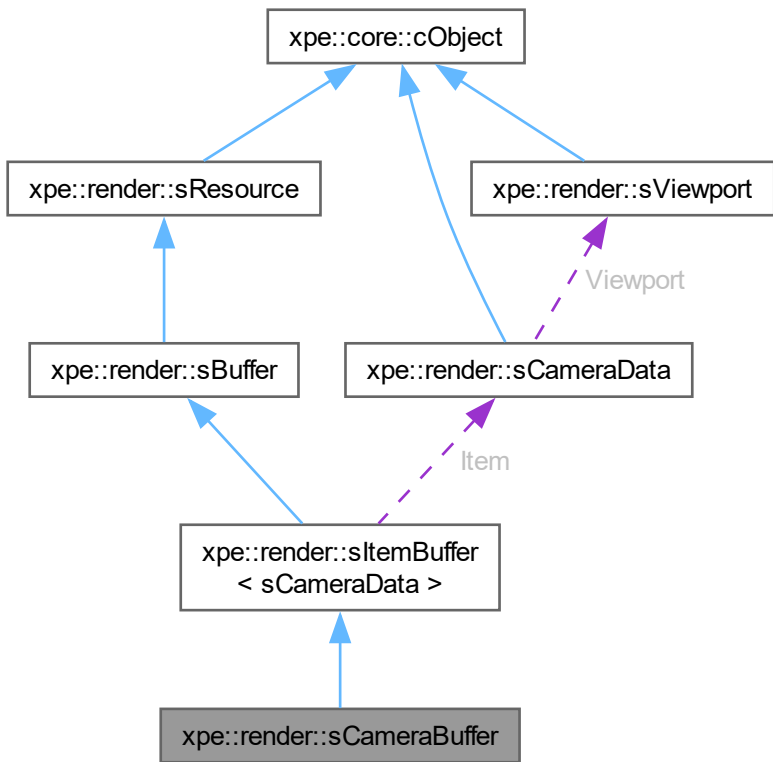 xpe::core::cObject
xpe::render::sResource
xpe::render::sViewport
Viewport
xpe::render::sBuffer
xpe::render::sCameraData
Item
xpe::render::sItemBuffer
< sCameraData >
xpe::render::sCameraBuffer